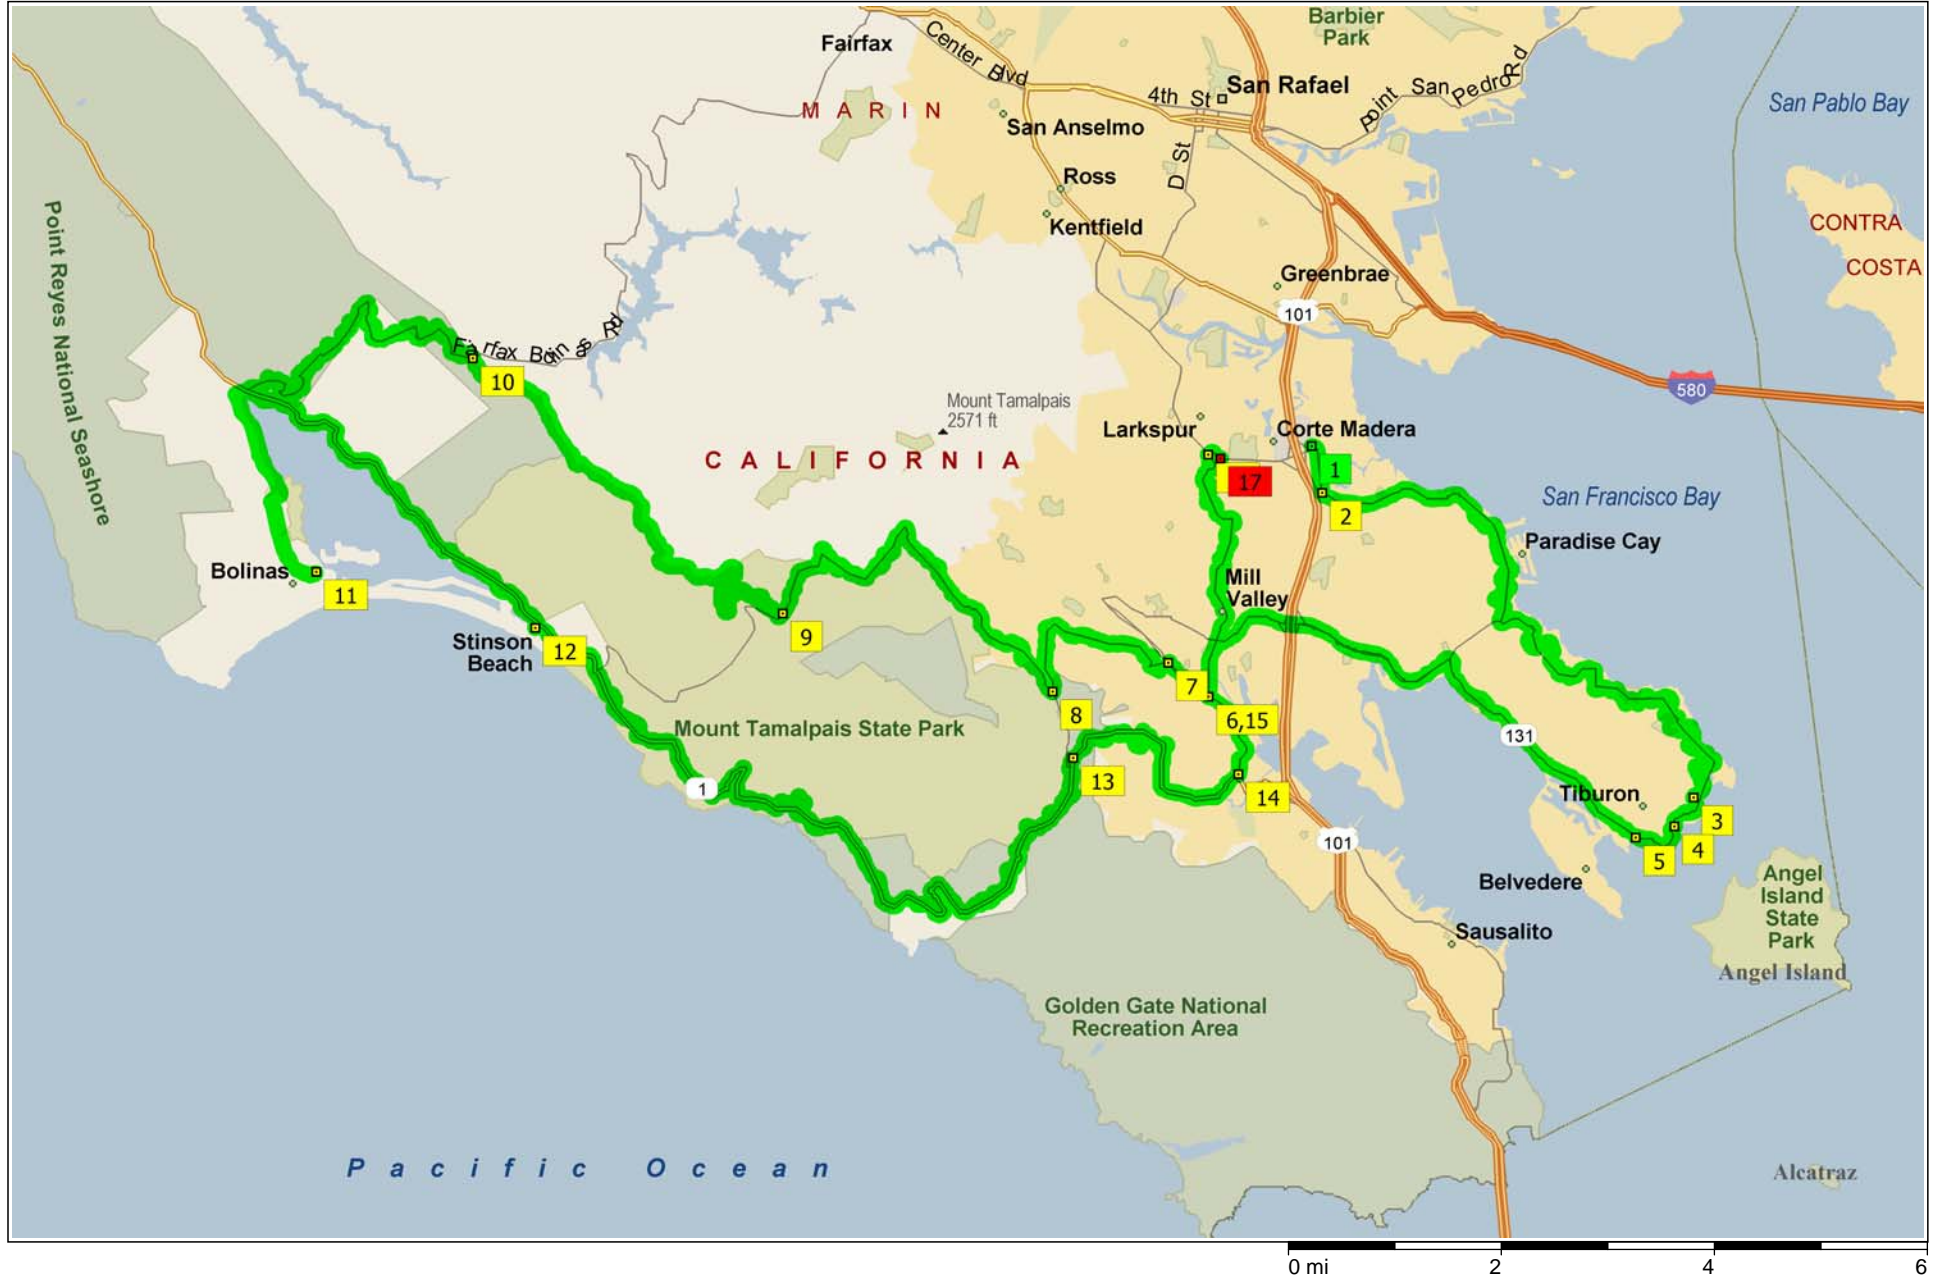 Barbier
Park
Fairfax
Center Blvd
San Rafael
4th St
Point San Pedro Rd
San Pablo Bay
MARIN
San Anselmo
D St
Ross
Kentfield
CONTRA
COSTA
Greenbrae
101
Point Reyes National Seashore
Fairfax Bolinas Rd
10
580
Mount Tamalpais
2571 ft
Larkspur
Corte Madera
CALIFORNIA
1
17
2
San Francisco Bay
Paradise Cay
Bolinas
11
Mill
Valley
9
Stinson
Beach
12
7
8
6,15
Mount Tamalpais State Park
131
13
1
14
Tiburon
3
4
5
101
Belvedere
Angel
Island
State
Park
Sausalito
Angel Island
Golden Gate National
Recreation Area
Pacific Ocean
Alcatraz
0 mi 2 4 6